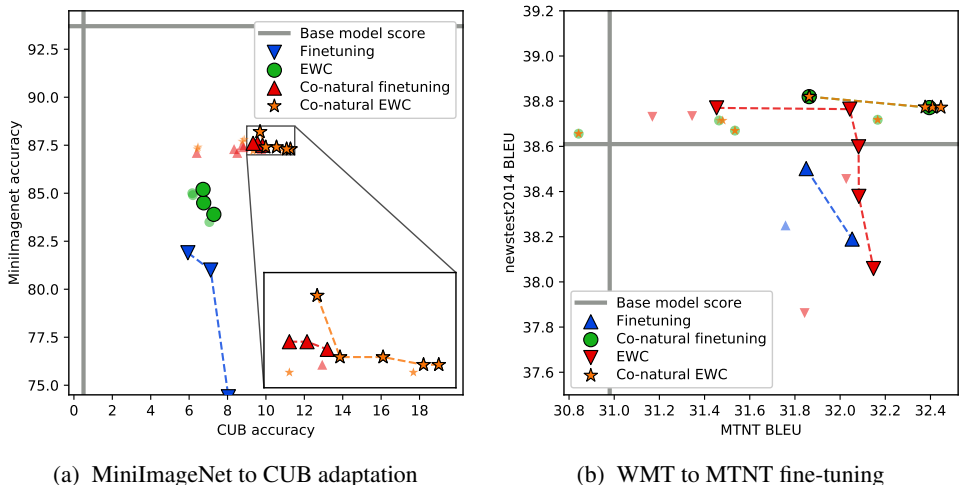 92.5
90.0
87.5
85.0
82.5
80.0
77.5
75.0
MiniImagenet accuracy
0 2 4 6 8 10 12 14 16 18
CUB accuracy
Base model score
Finetuning
EWC
Co-natural finetuning
Co-natural EWC
(a) MiniImageNet to CUB adaptation
39.2
39.0
38.8
38.6
38.4
38.2
38.0
37.8
37.6
newstest2014 BLEU
30.8 31.0 31.2 31.4 31.6 31.8 32.0 32.2 32.4
MTNT BLEU
Base model score
Finetuning
Co-natural finetuning
EWC
Co-natural EWC
(b) WMT to MTNT fine-tuning